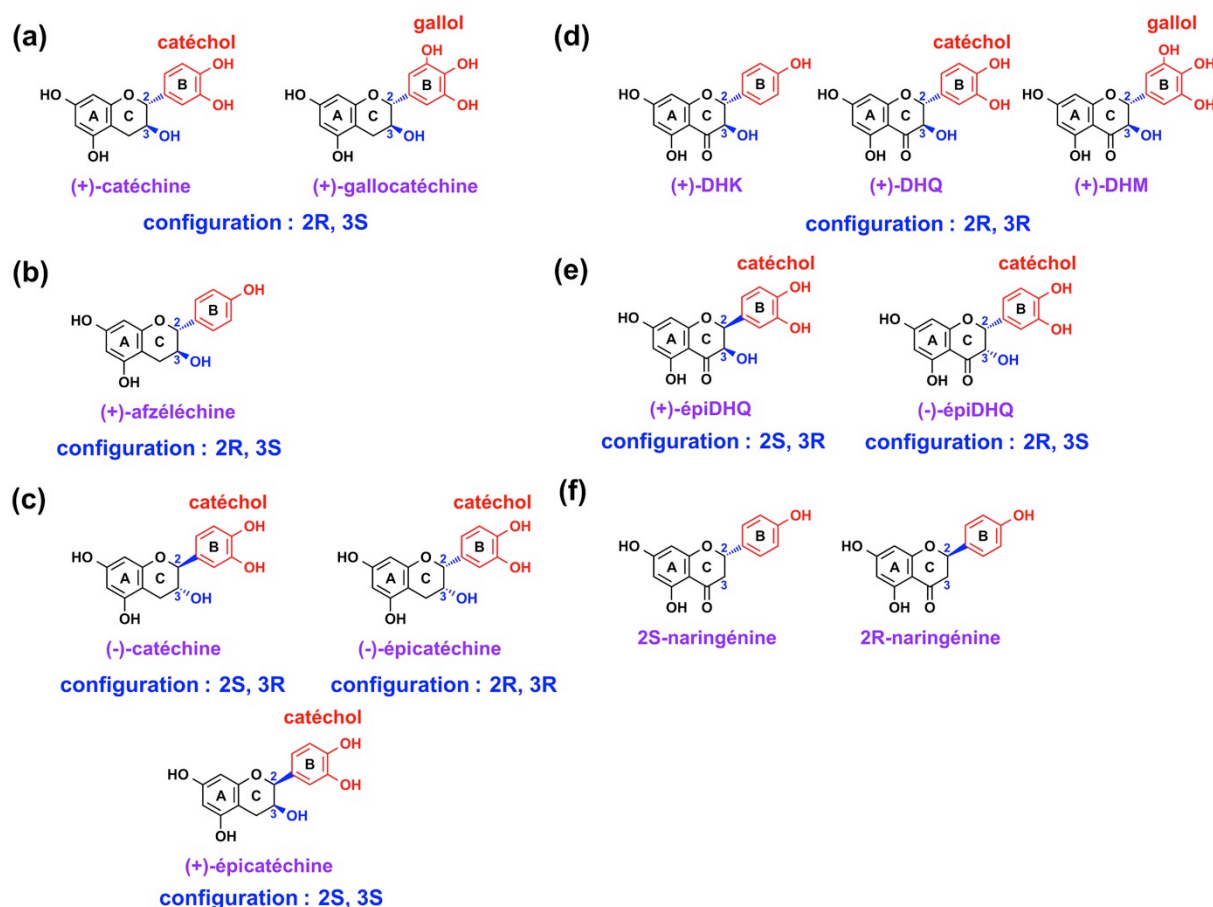 (a)
catéchol
OH
OH
HO
O
2
B
A
C
3
OH
OH
(+)-catéchine
gallol
OH
OH
OH
HO
O
2
B
A
C
3
OH
OH
(+)-gallocatéchine
configuration : 2R, 3S
(b)
OH
HO
O
2
B
A
C
3
OH
OH
(+)-afzéléchine
configuration : 2R, 3S
(c)
catéchol
OH
OH
HO
O
2
B
A
C
3
OH
OH
(-)-catéchine
configuration : 2S, 3R
catéchol
OH
OH
HO
O
2
B
A
C
3
OH
OH
(-)-épicatéchine
configuration : 2R, 3R
catéchol
OH
OH
HO
O
2
B
A
C
3
OH
OH
(+)-épicatéchine
configuration : 2S, 3S
(d)
OH
HO
O
2
B
A
C
3
OH
OH
O
(+)-DHK
catéchol
OH
OH
HO
O
2
B
A
C
3
OH
OH
O
(+)-DHQ
gallol
OH
OH
OH
HO
O
2
B
A
C
3
OH
OH
O
(+)-DHM
configuration : 2R, 3R
(e)
catéchol
OH
OH
HO
O
2
B
A
C
3
OH
OH
O
(+)-épiDHQ
configuration : 2S, 3R
catéchol
OH
OH
HO
O
2
B
A
C
3
OH
OH
O
(-)-épiDHQ
configuration : 2R, 3S
(f)
OH
HO
O
2
B
A
C
3
OH
O
2S-naringénine
OH
HO
O
2
B
A
C
3
OH
O
2R-naringénine